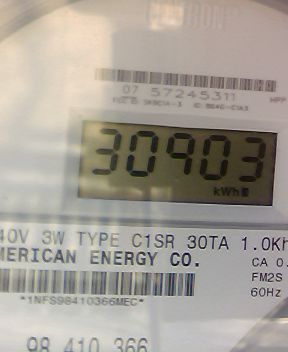 TRON
07 57245311
30903
kWh
40V 3W TYPE C1SR 30TA 1.0Kh
MERICAN ENERGY CO.
CA 0.
FM2S
60Hz
*1NFS98410366MEC*
98 410 366